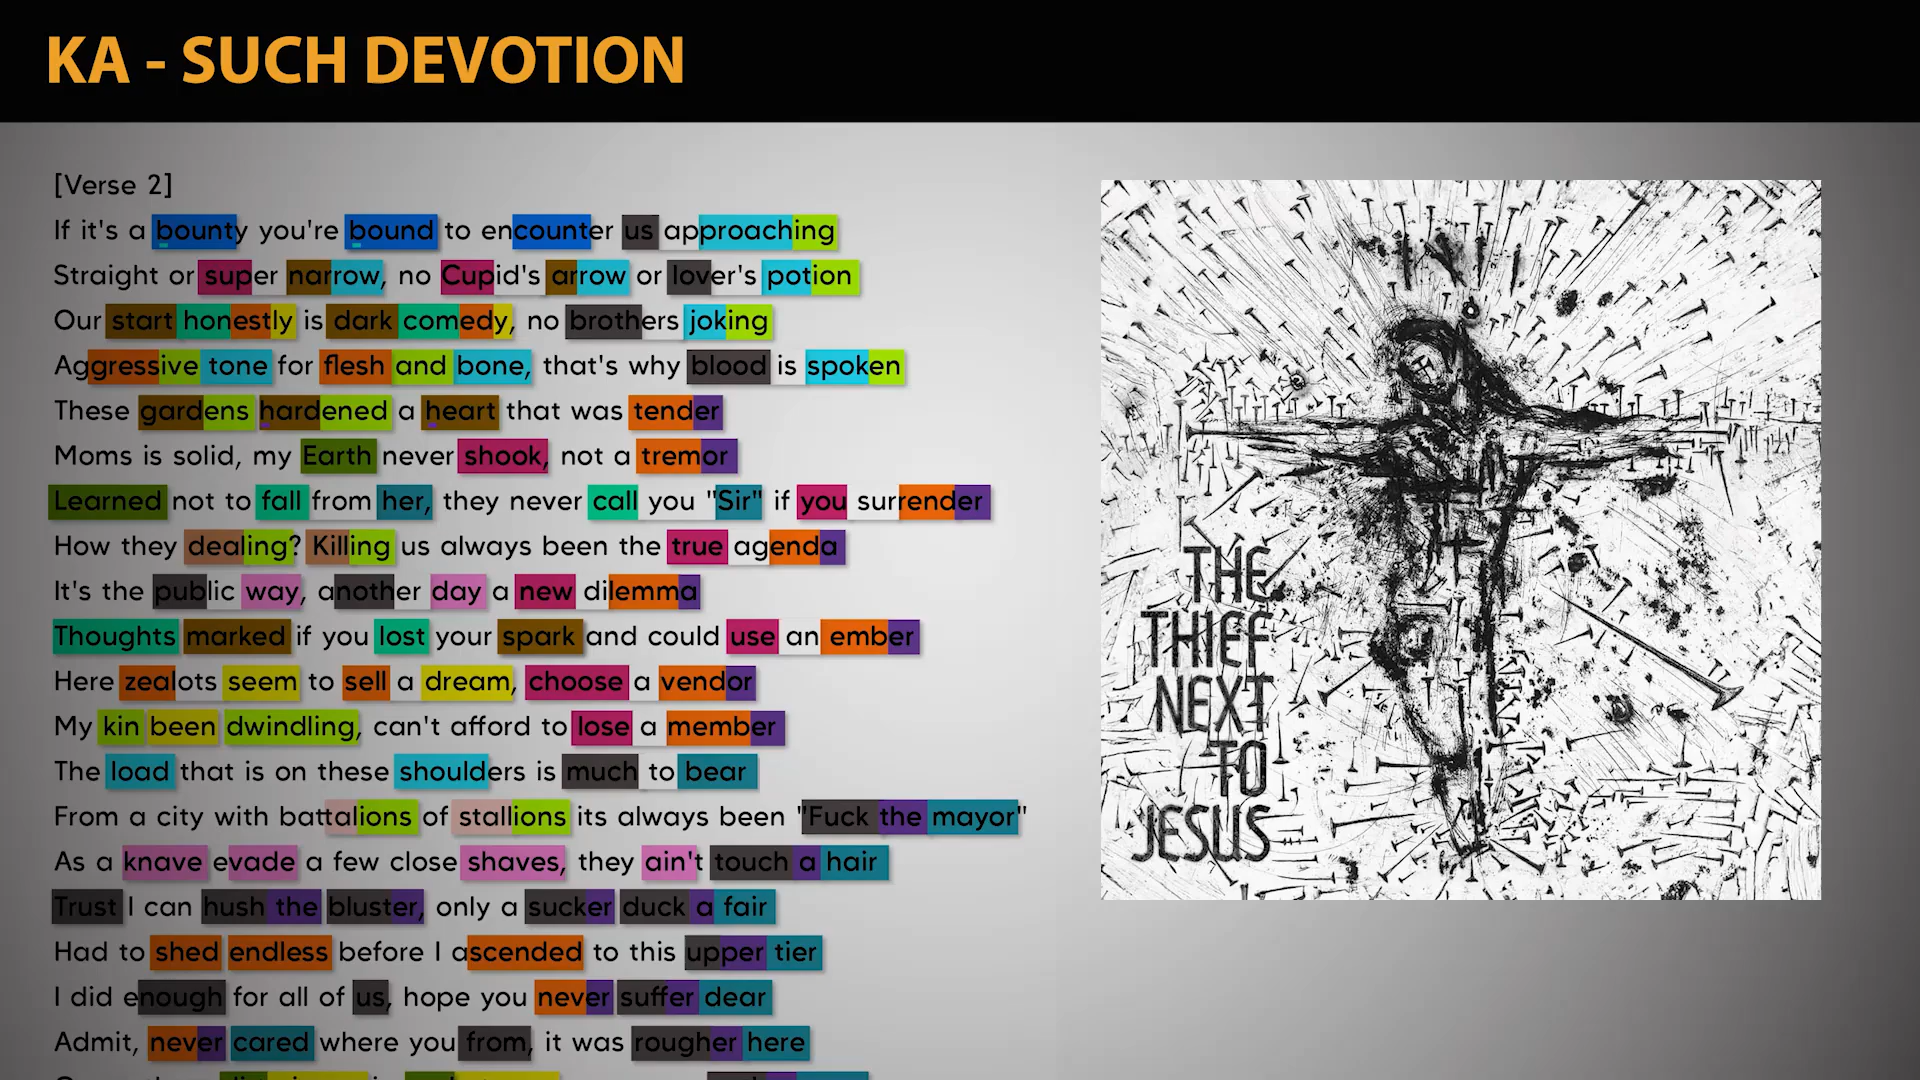 KA - SUCH DEVOTION
[Verse 2]
If it's a bounty you're bound to encounter us approaching
Straight or super narrow, no Cupid's arrow or lover's potion
Our start honestly is dark comedy, no brothers joking
Aggressive tone for flesh and bone, that's why blood is spoken
These gardens hardened a heart that was tender
Moms is solid, my Earth never shook, not a tremor
Learned not to fall from her, they never call you "Sir" if you surrender
How they dealing? Killing us always been the true agenda
It's the public way, another day a new dilemma
Thoughts marked if you lost your spark and could use an ember
Here zealots seem to sell a dream, choose a vendor
My kin been dwindling, can't afford to lose a member
The load that is on these shoulders is much to bear
From a city with battalions of stallions its always been "Fuck the mayor"
As a knave evade a few close shaves, they ain't touch a hair
Trust I can hush the bluster, only a sucker duck a fair
Had to shed endless before I ascended to this upper tier
I did enough for all of us, hope you never suffer dear
Admit, never cared where you from, it was rougher here
THE
THIEF
NEXT
TO
JESUS